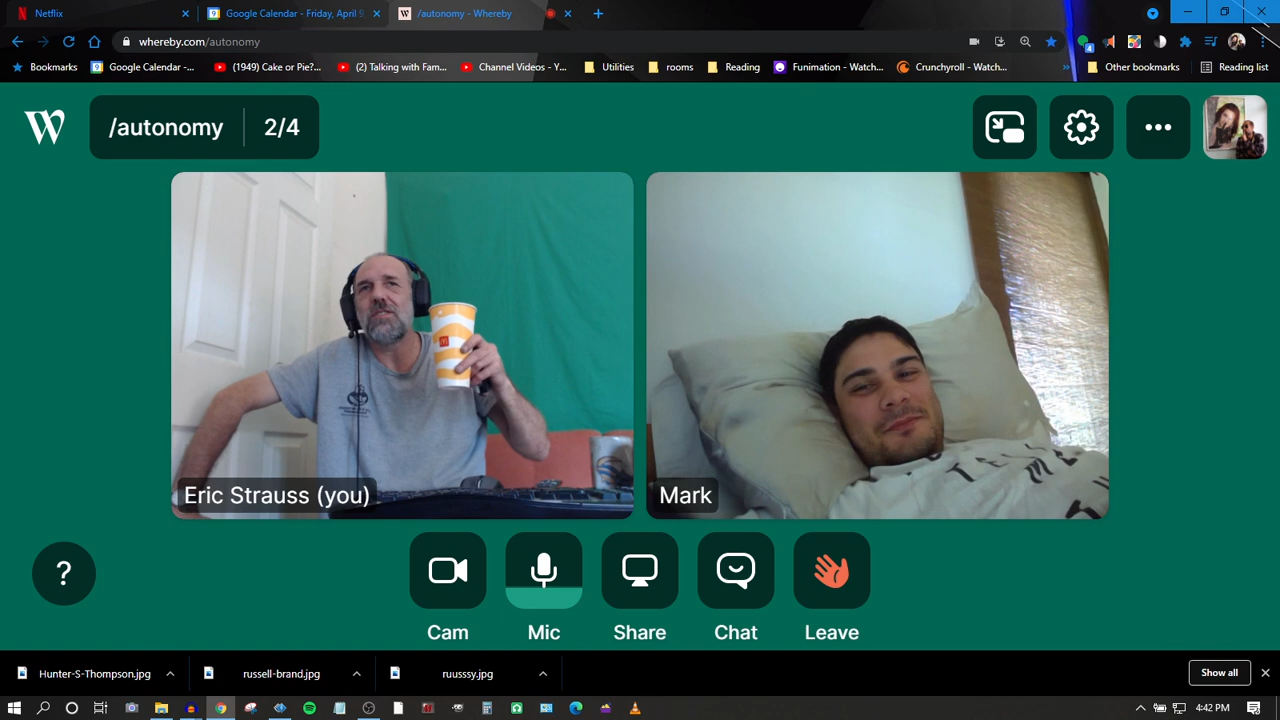 Netflix
Google Calendar - Friday, April 9
/autonomy - Whereby
whereby.com/autonomy
Bookmarks
Google Calendar -...
(1949) Cake or Pie?...
(2) Talking with Fam...
Channel Videos - Y...
Utilities
rooms
Reading
Funimation - Watch...
Crunchyroll - Watch...
»
Other bookmarks
Reading list
/autonomy
2/4
Eric Strauss (you)
Mark
?
Cam
Mic
Share
Chat
Leave
Hunter-S-Thompson.jpg
russell-brand.jpg
ruusssy.jpg
Show all
4:42 PM